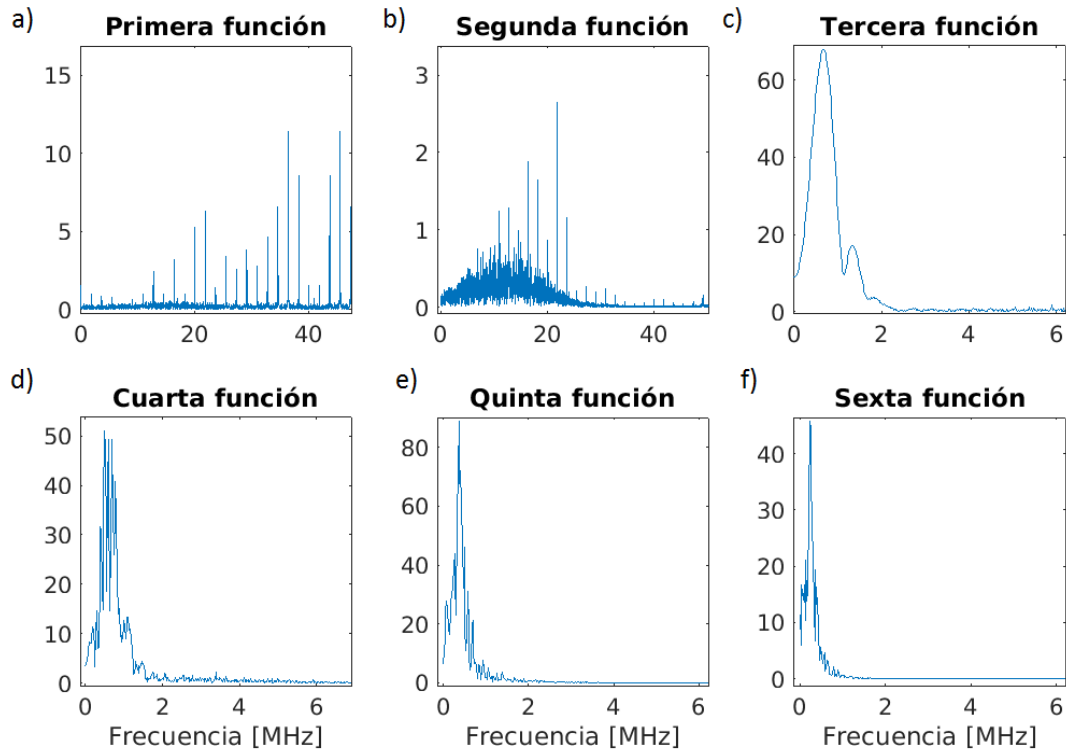 a) Primera función
15
10
5
0
0 20 40
b) Segunda función
3
2
1
0
0 20 40
c) Tercera función
60
40
20
0
0 2 4 6
d) Cuarta función
50
40
30
20
10
0
0 2 4 6
Frecuencia [MHz]
e) Quinta función
80
60
40
20
0
0 2 4 6
Frecuencia [MHz]
f) Sexta función
40
30
20
10
0
0 2 4 6
Frecuencia [MHz]